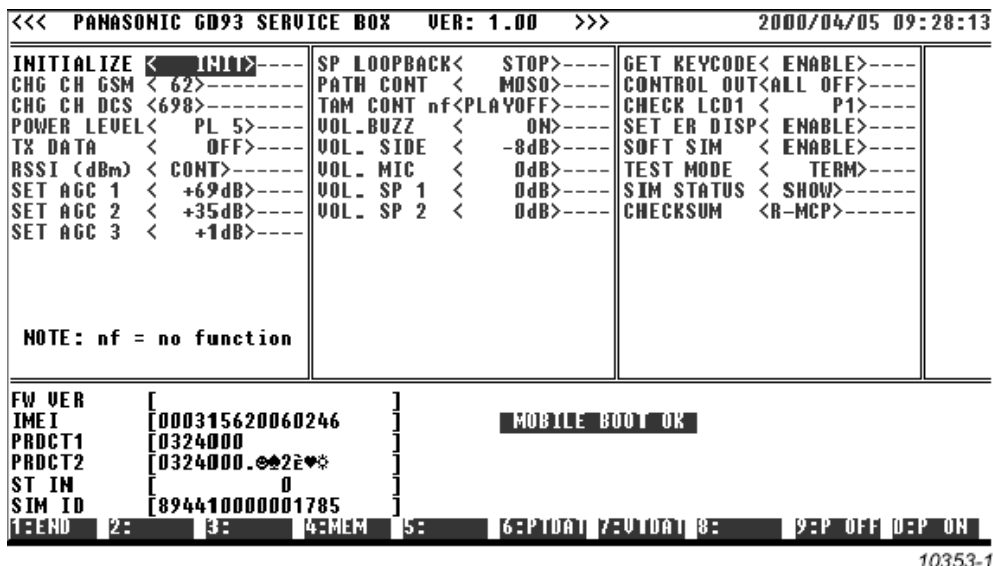 <<< PANASONIC GD93 SERVICE BOX VER: 1.00 >>> 2000/04/05 09:28:13
INITIALIZE < INIT>---- SP LOOPBACK< STOP>---- GET KEYCODE< ENABLE>----
CHG CH GSM < 62>-------- PATH CONT < MOSO>---- CONTROL OUT<ALL OFF>----
CHG CH DCS <698>-------- TAM CONT nf<PLAYOFF>---- CHECK LCD1 < P1>----
POWER LEVEL< PL 5>---- VOL.BUZZ < ON>---- SET ER DISP< ENABLE>----
TX DATA < OFF>---- VOL. SIDE < -8dB>---- SOFT SIM < ENABLE>----
RSSI (dBm) < CONT>------ VOL. MIC < 0dB>---- TEST MODE < TERM>----
SET AGC 1 < +69dB>---- VOL. SP 1 < 0dB>---- SIM STATUS < SHOW>------
SET AGC 2 < +35dB>---- VOL. SP 2 < 0dB>---- CHECKSUM <R-MCP>------
SET AGC 3 < +1dB>----
NOTE: nf = no function
FW VER [ ]
IMEI [000315620060246 ] MOBILE BOOT OK
PRDCT1 [0324000 ]
PRDCT2 [0324000.☻♠2È♥☼ ]
ST IN [ 0 ]
SIM ID [894410000001785 ]
1:END 2: 3: 4:MEM 5: 6:PTDAT 7:VTDAT 8: 9:P OFF 0:P ON
10353-1